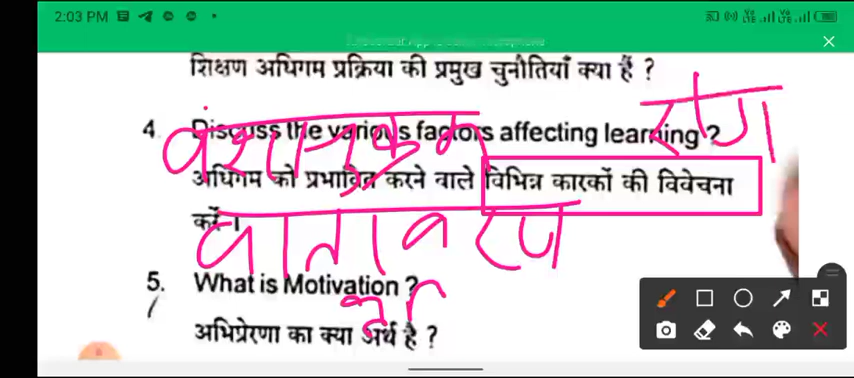 2:03 PM
शिक्षण अधिगम प्रक्रिया की प्रमुख चुनौतियाँ क्या हैं ?
4. Discuss the various factors affecting learning ?
वंशानुक्रम
अधिगम को प्रभावित करने वाले विभिन्न कारकों की विवेचना
करें ।
वातावरण
5. What is Motivation ?
अभिप्रेरणा का क्या अर्थ है ?